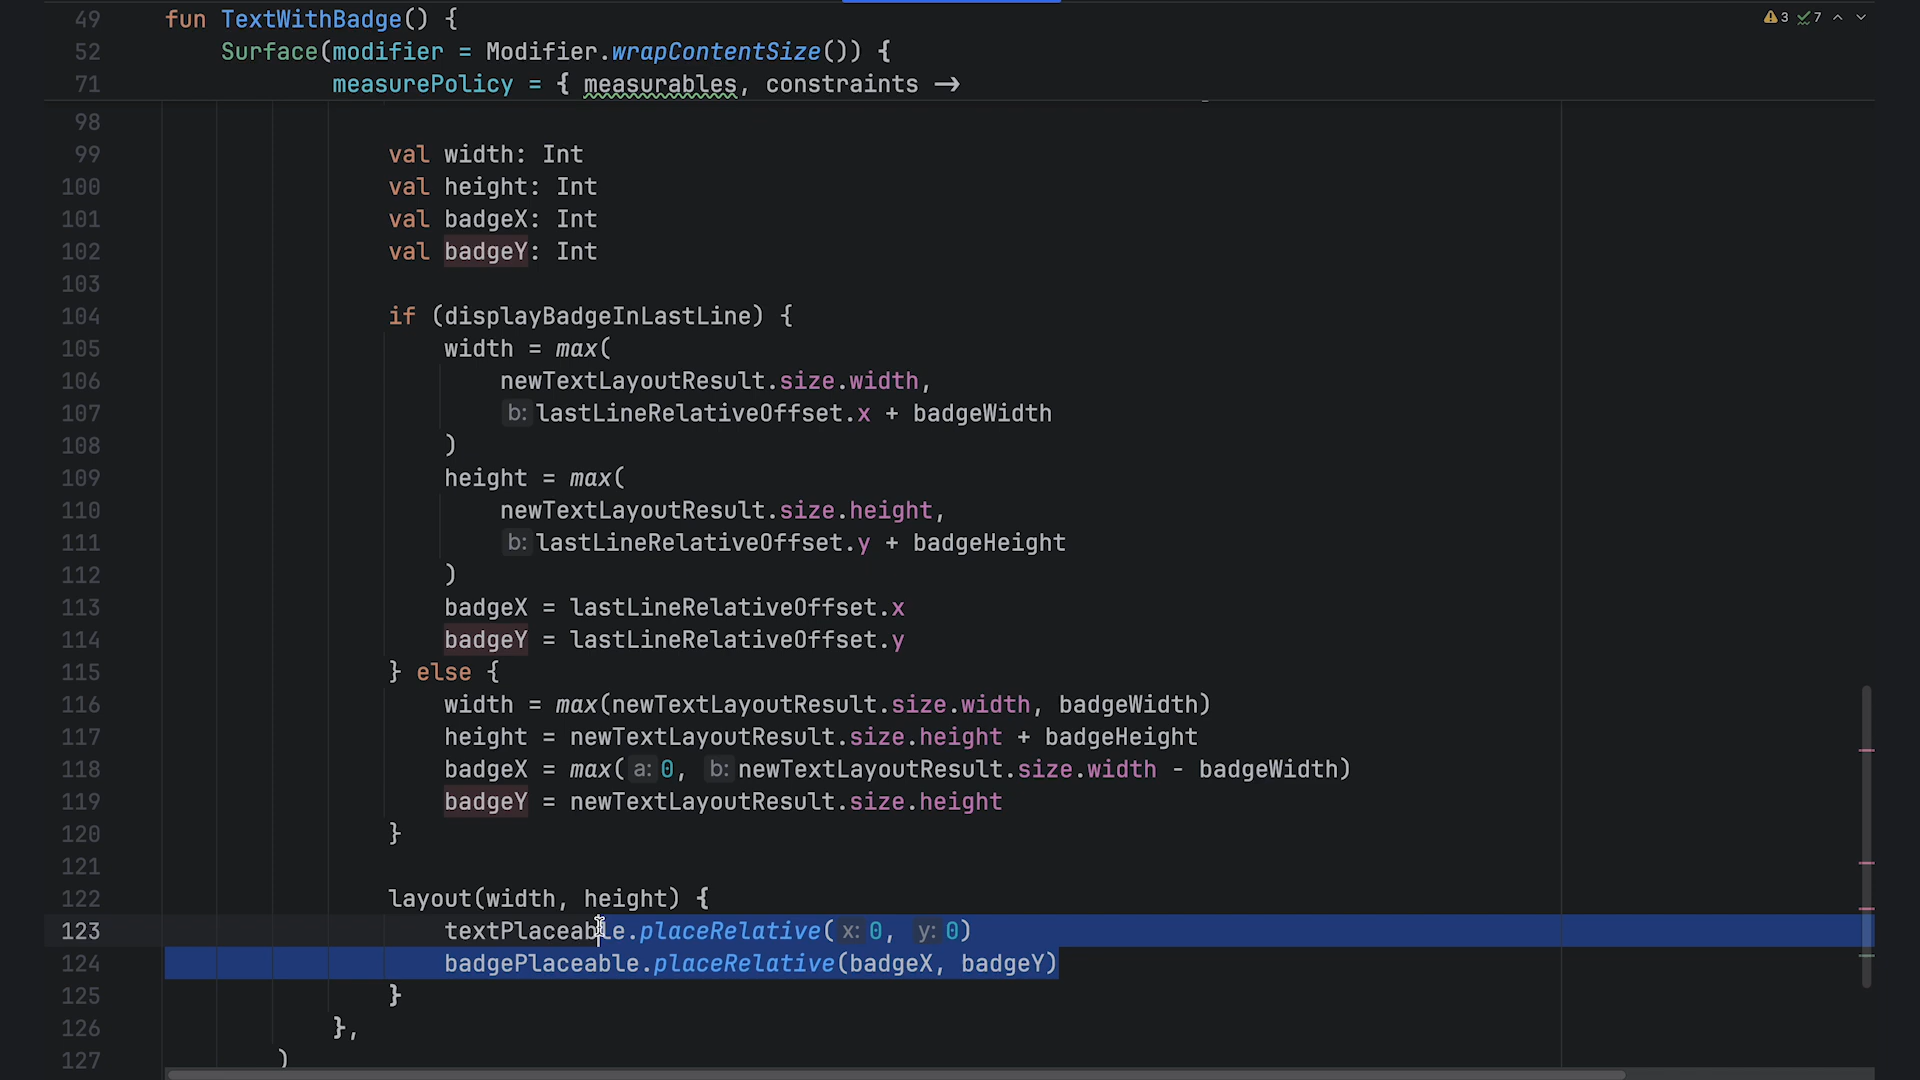 49 fun TextWithBadge() {
3 7
52 Surface(modifier = Modifier.wrapContentSize()) {
71 measurePolicy = { measurables, constraints ->
98
99 val width: Int
100 val height: Int
101 val badgeX: Int
102 val badgeY: Int
103
104 if (displayBadgeInLastLine) {
105 width = max(
106 newTextLayoutResult.size.width,
107 b: lastLineRelativeOffset.x + badgeWidth
108 )
109 height = max(
110 newTextLayoutResult.size.height,
111 b: lastLineRelativeOffset.y + badgeHeight
112 )
113 badgeX = lastLineRelativeOffset.x
114 badgeY = lastLineRelativeOffset.y
115 } else {
116 width = max(newTextLayoutResult.size.width, badgeWidth)
117 height = newTextLayoutResult.size.height + badgeHeight
118 badgeX = max( a: 0, b: newTextLayoutResult.size.width - badgeWidth)
119 badgeY = newTextLayoutResult.size.height
120 }
121
122 layout(width, height) {
123 textPlaceable.placeRelative( x: 0, y: 0)
124 badgePlaceable.placeRelative(badgeX, badgeY)
125 }
126 },
127 )